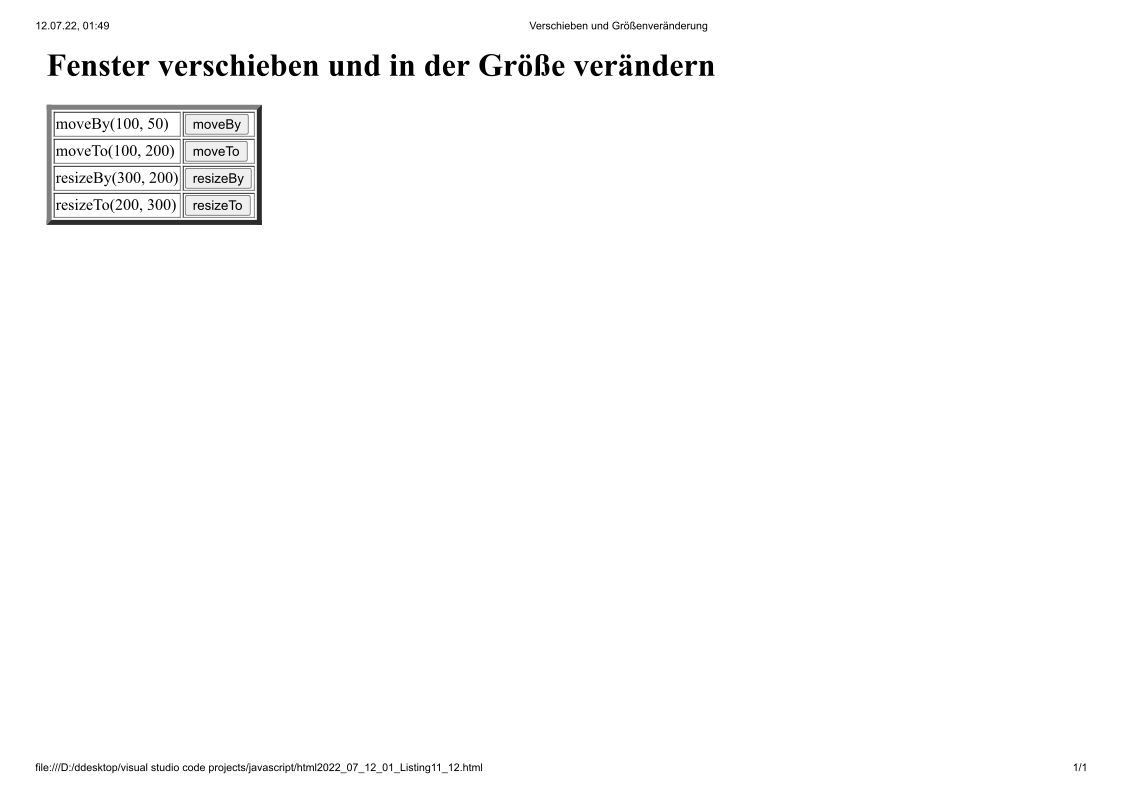 12.07.22, 01:49 Verschieben und Größenveränderung
Fenster verschieben und in der Größe verändern
moveBy(100, 50) moveBy
moveTo(100, 200) moveTo
resizeBy(300, 200) resizeBy
resizeTo(200, 300) resizeTo
file:///D:/ddesktop/visual studio code projects/javascript/html2022_07_12_01_Listing11_12.html 1/1